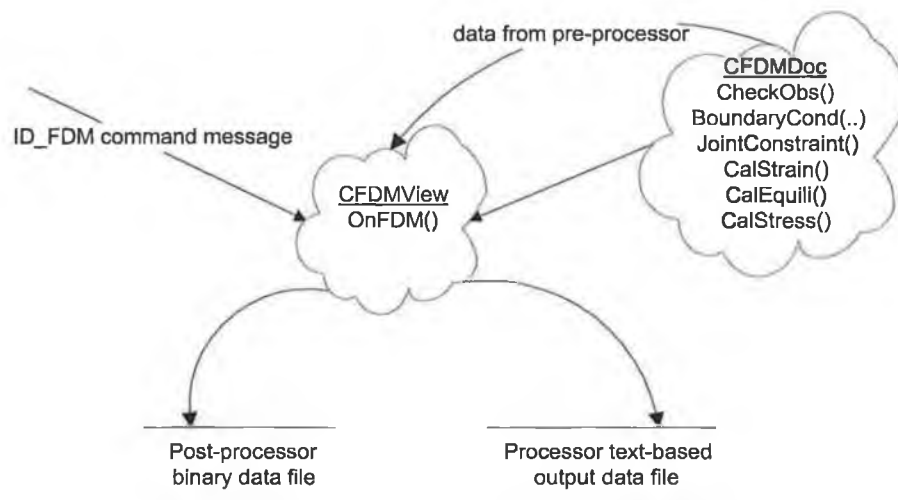 data from pre-processor
ID_FDM command message
CFDMDoc
CheckObs()
BoundaryCond(..)
JointConstraint()
CalStrain()
CalEquili()
CalStress()
CFDMView
OnFDM()
Post-processor
binary data file
Processor text-based
output data file